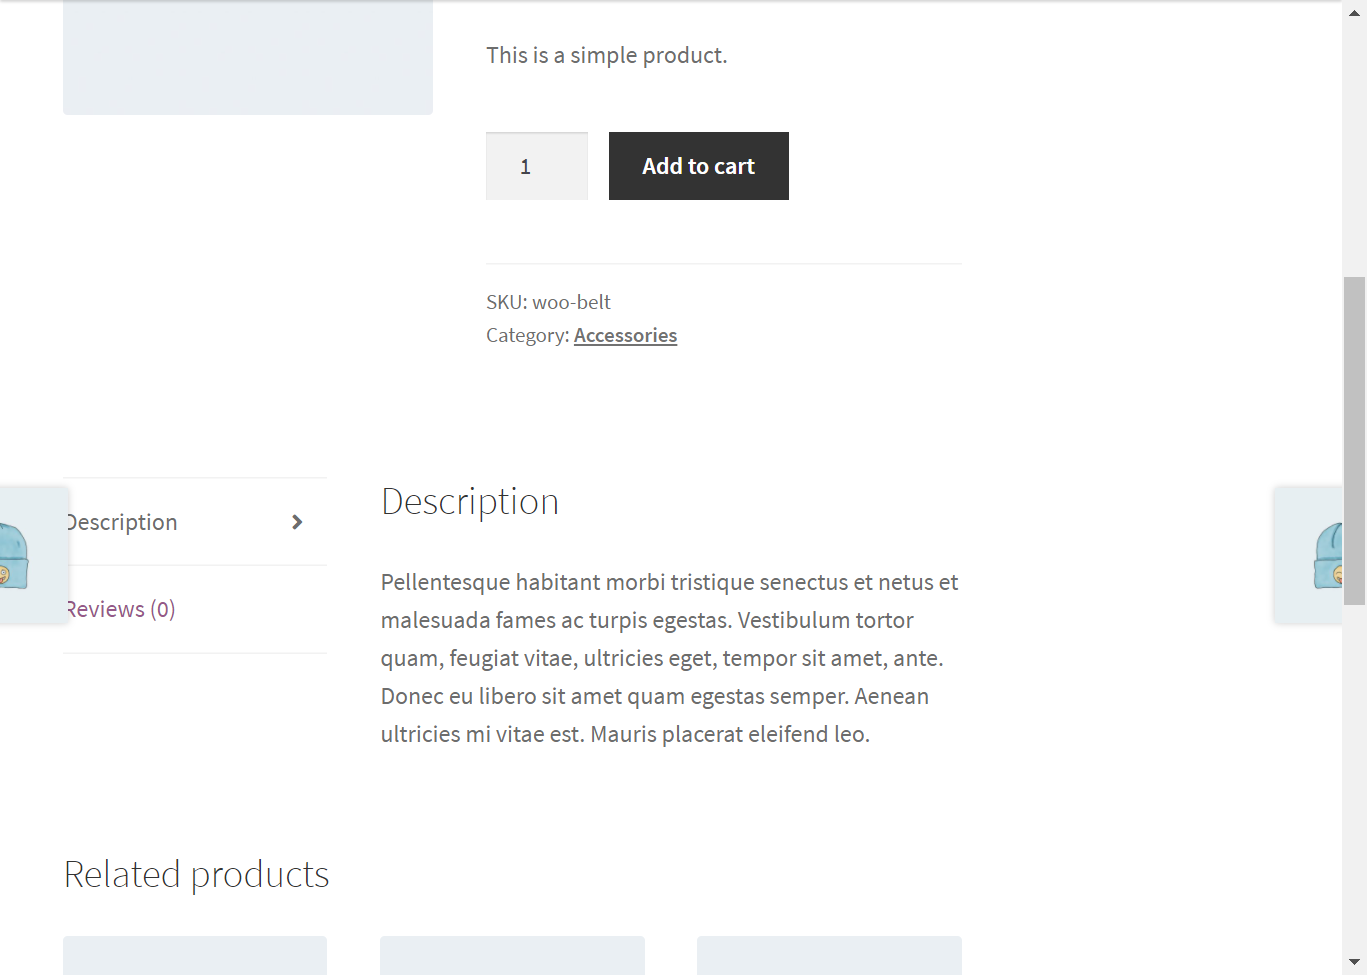 This is a simple product.
1
Add to cart
SKU: woo-belt
Category: Accessories
Description
Reviews (0)
Description
Pellentesque habitant morbi tristique senectus et netus et
malesuada fames ac turpis egestas. Vestibulum tortor
quam, feugiat vitae, ultricies eget, tempor sit amet, ante.
Donec eu libero sit amet quam egestas semper. Aenean
ultricies mi vitae est. Mauris placerat eleifend leo.
Related products